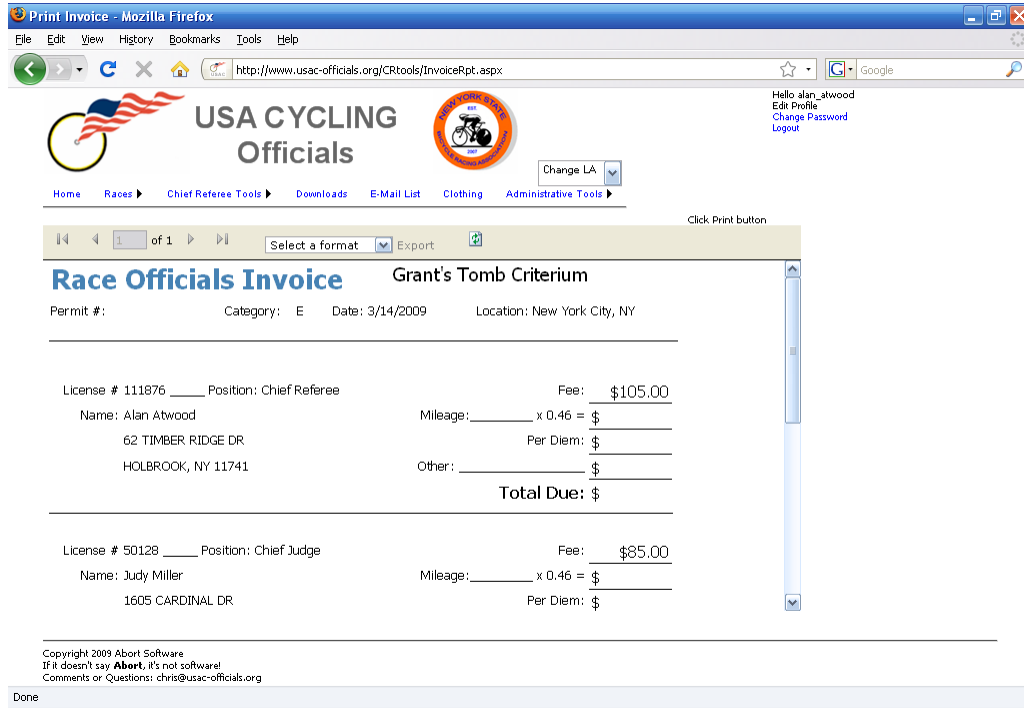 Print Invoice - Mozilla Firefox
File Edit View History Bookmarks Tools Help
USAC http://www.usac-officials.org/CRtools/InvoiceRpt.aspx G Google
Hello alan_atwood
Edit Profile
Change Password
Logout
USA CYCLING
Officials
NEW YORK STATE
EST
2007
BICYCLE RACING ASSOCIATION
Change LA
Home Races Chief Referee Tools Downloads E-Mail List Clothing Administrative Tools
Click Print button
1 of 1 Select a format Export
Race Officials Invoice Grant's Tomb Criterium
Permit #: Category: E Date: 3/14/2009 Location: New York City, NY
License # 111876 _____ Position: Chief Referee Fee: $105.00
Name: Alan Atwood Mileage:_________ x 0.46 = $
62 TIMBER RIDGE DR Per Diem: $
HOLBROOK, NY 11741 Other: __________________ $
Total Due: $
License # 50128 _____ Position: Chief Judge Fee: $85.00
Name: Judy Miller Mileage:_________ x 0.46 = $
1605 CARDINAL DR Per Diem: $
Copyright 2009 Abort Software
If it doesn't say Abort, it's not software!
Comments or Questions: chris@usac-officials.org
Done